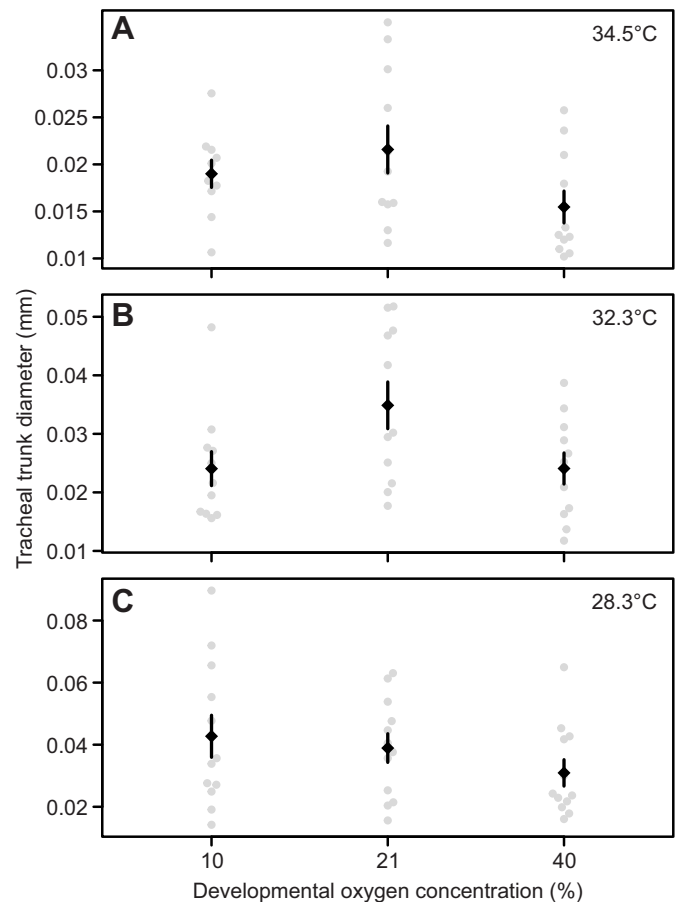 A
34.5°C
0.03
0.025
0.02
0.015
0.01
B
32.3°C
0.05
0.04
0.03
0.02
0.01
C
28.3°C
0.08
0.06
0.04
0.02
Tracheal trunk diameter (mm)
10 21 40
Developmental oxygen concentration (%)